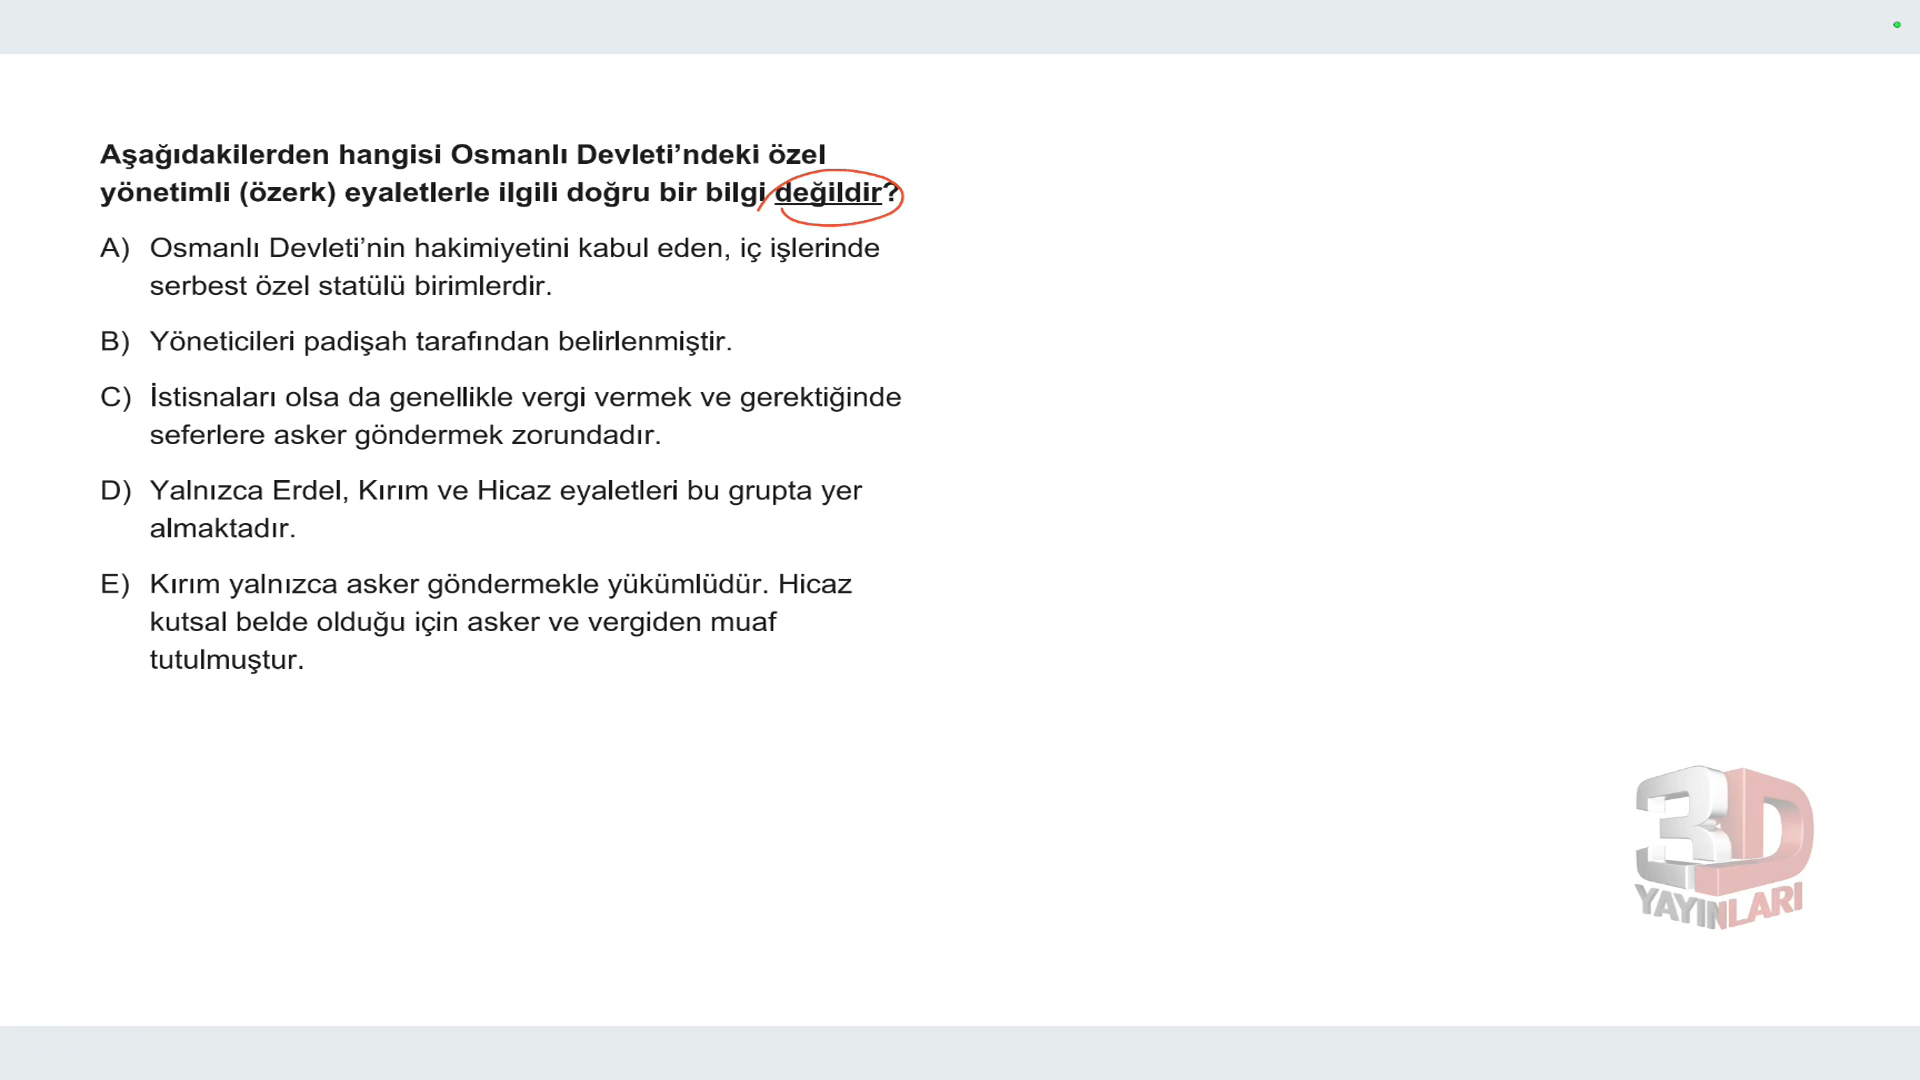 Aşağıdakilerden hangisi Osmanlı Devleti’ndeki özel
yönetimli (özerk) eyaletlerle ilgili doğru bir bilgi değildir?
A) Osmanlı Devleti’nin hakimiyetini kabul eden, iç işlerinde
serbest özel statülü birimlerdir.
B) Yöneticileri padişah tarafından belirlenmiştir.
C) İstisnaları olsa da genellikle vergi vermek ve gerektiğinde
seferlere asker göndermek zorundadır.
D) Yalnızca Erdel, Kırım ve Hicaz eyaletleri bu grupta yer
almaktadır.
E) Kırım yalnızca asker göndermekle yükümlüdür. Hicaz
kutsal belde olduğu için asker ve vergiden muaf
tutulmuştur.
3D
YAYINLARI